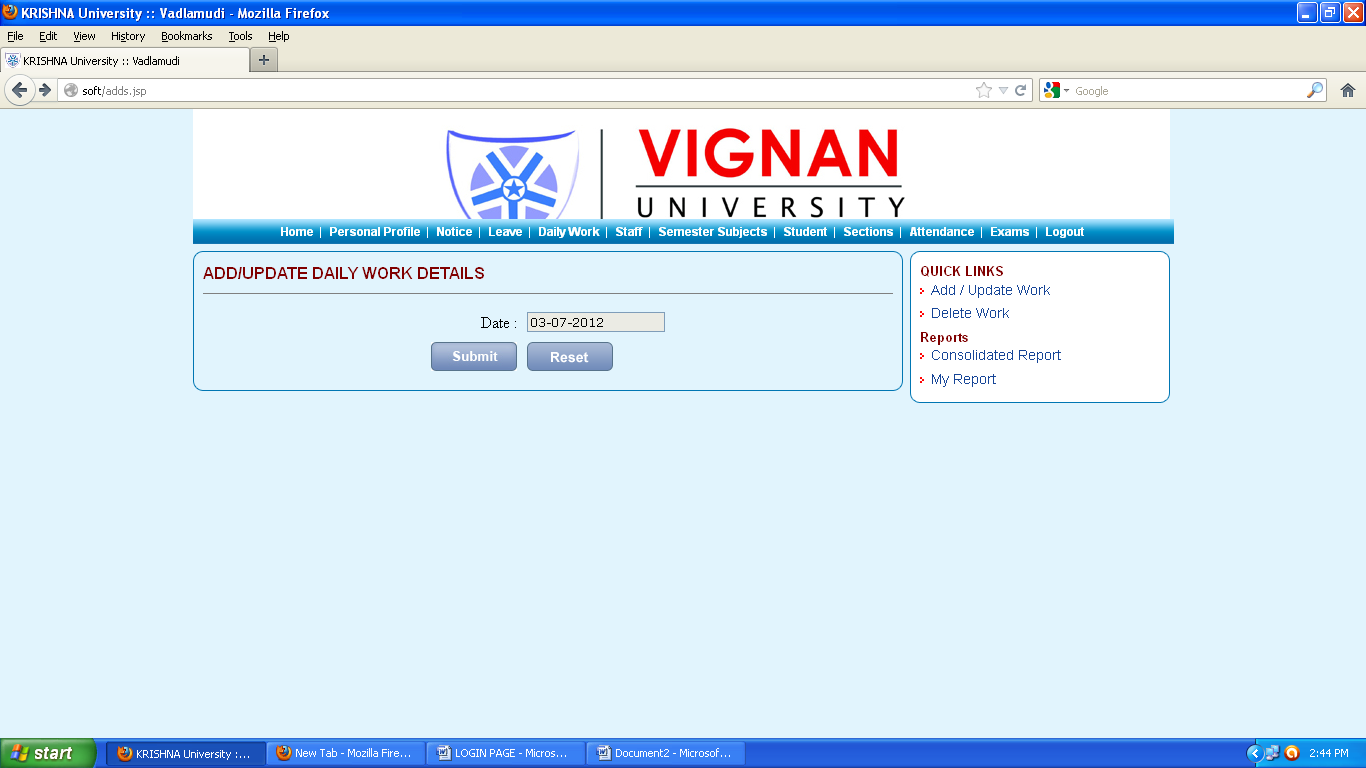 KRISHNA University :: Vadlamudi - Mozilla Firefox
File Edit View History Bookmarks Tools Help
KRISHNA University :: Vadlamudi
soft/adds.jsp
Google
VIGNAN
UNIVERSITY
Home | Personal Profile | Notice | Leave | Daily Work | Staff | Semester Subjects | Student | Sections | Attendance | Exams | Logout
ADD/UPDATE DAILY WORK DETAILS
Date : 03-07-2012
Submit Reset
QUICK LINKS
Add / Update Work
Delete Work
Reports
Consolidated Report
My Report
start KRISHNA University :... New Tab - Mozilla Fire... LOGIN PAGE - Micros... Document2 - Microsof... 2:44 PM